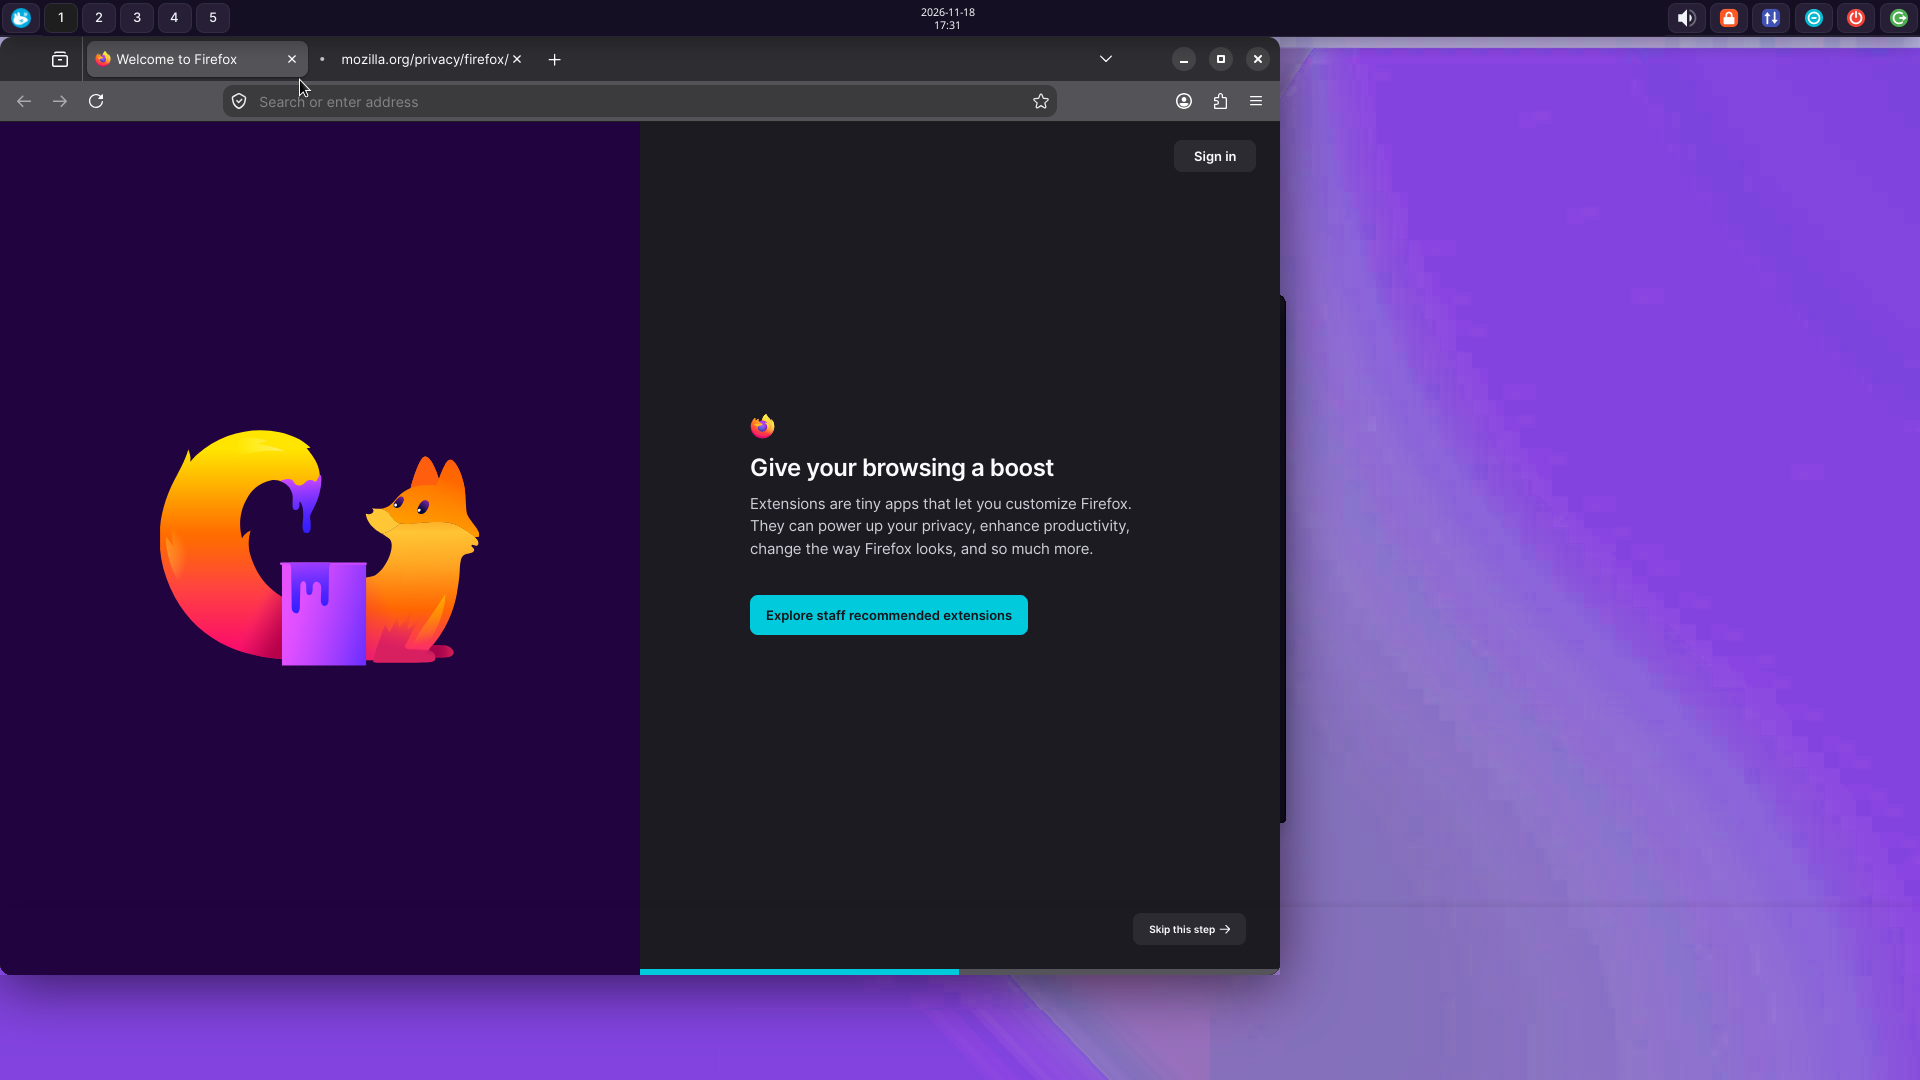 1 2 3 4 5
2026-11-18
17:31
Welcome to Firefox
mozilla.org/privacy/firefox/
Search or enter address
Sign in
Give your browsing a boost
Extensions are tiny apps that let you customize Firefox.
They can power up your privacy, enhance productivity,
change the way Firefox looks, and so much more.
Explore staff recommended extensions
Skip this step